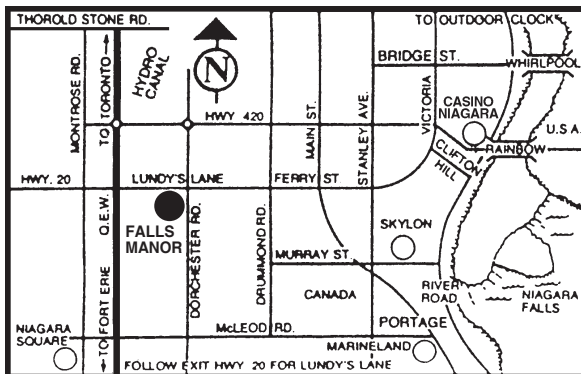 THOROLD STONE RD.
TO OUTDOOR CLOCK
BRIDGE ST.
WHIRLPOOL
MONTROSE RD.
TO TORONTO
HYDRO
CANAL
N
MAIN ST.
STANLEY AVE.
VICTORIA
CASINO
NIAGARA
HWY 420
U.S.A.
RAINBOW
CLIFTON
HILL
HWY. 20
LUNDY'S LANE
FERRY ST
Q.E.W.
FALLS
MANOR
DORCHESTER RD.
DRUMMOND RD.
SKYLON
MURRAY ST.
CANADA
RIVER
ROAD
NIAGARA
FALLS
TO FORT ERIE
NIAGARA
SQUARE
McLEOD RD.
PORTAGE
MARINELAND
FOLLOW EXIT HWY 20 FOR LUNDY'S LANE